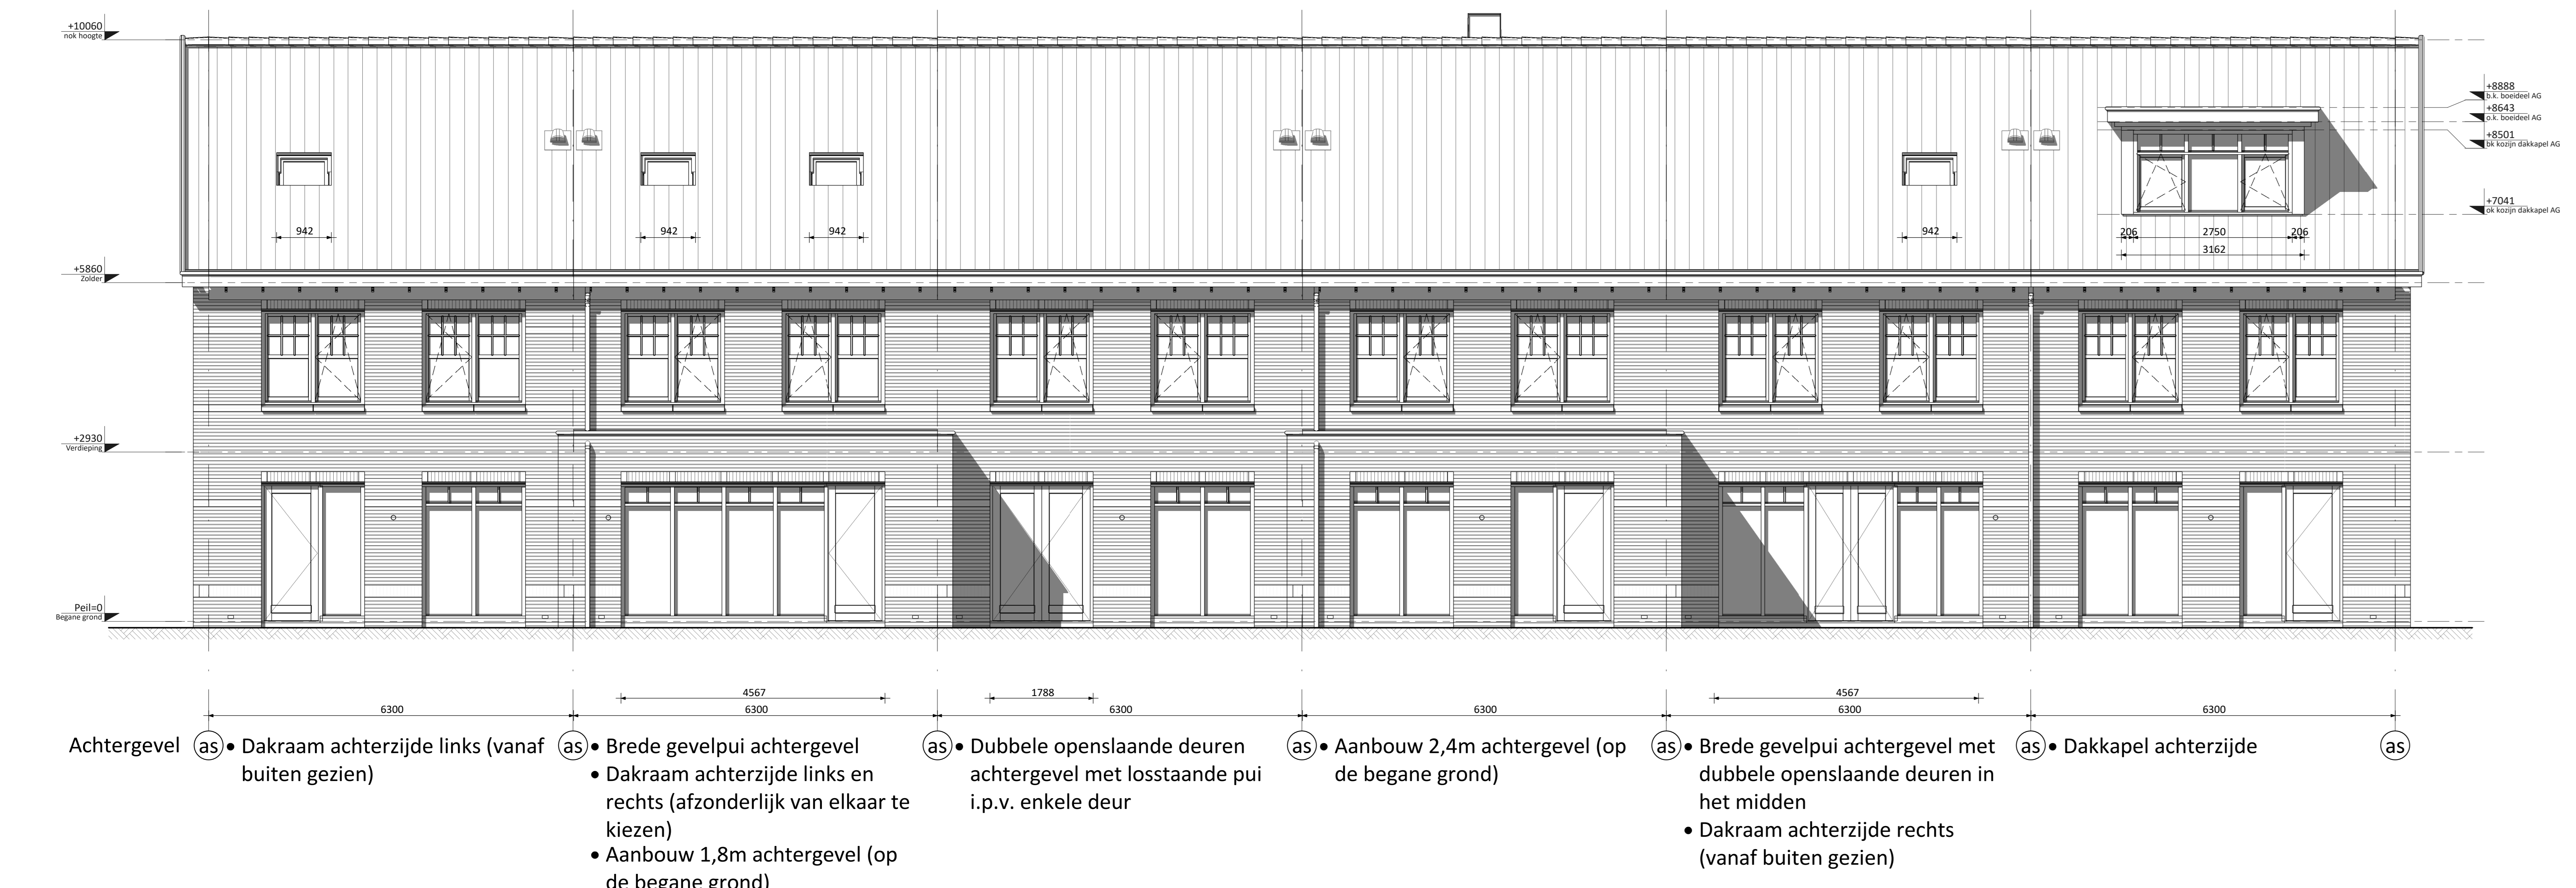 +10060
nok hoogte
+8888
b.k. boeideel AG
+8643
o.k. boeideel AG
+8501
bk kozijn dakkapel AG
+7041
ok kozijn dakkapel AG
942
942
942
942
206
2750
206
3162
+5860
Zolder
+2930
Verdieping
Peil=0
Begane grond
4567
1788
4567
6300
6300
6300
6300
6300
6300
Achtergevel
as
• Dakraam achterzijde links (vanaf
buiten gezien)
as
• Brede gevelpui achtergevel
• Dakraam achterzijde links en
rechts (afzonderlijk van elkaar te
kiezen)
• Aanbouw 1,8m achtergevel (op
de begane grond)
as
• Dubbele openslaande deuren
achtergevel met losstaande pui
i.p.v. enkele deur
as
• Aanbouw 2,4m achtergevel (op
de begane grond)
as
• Brede gevelpui achtergevel met
dubbele openslaande deuren in
het midden
• Dakraam achterzijde rechts
(vanaf buiten gezien)
as
• Dakkapel achterzijde
as